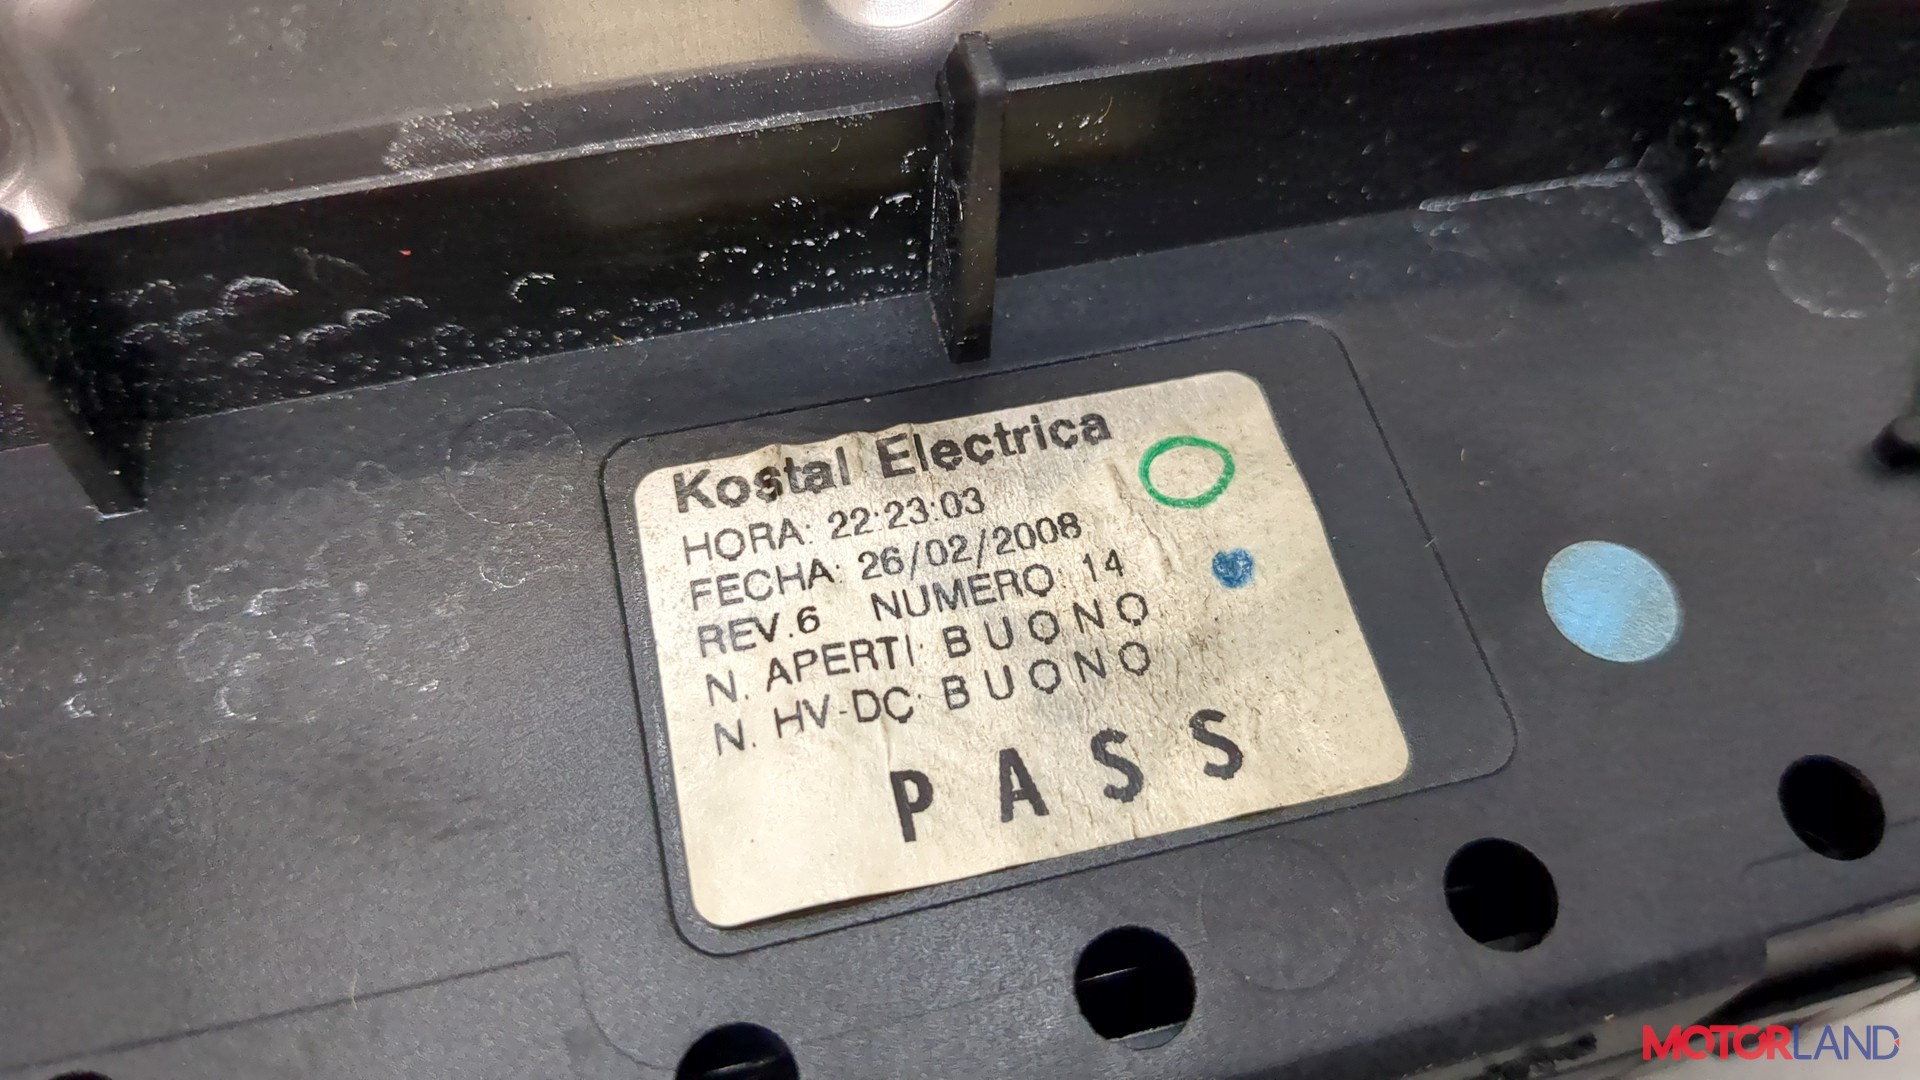 Kostal Electrica
HORA: 22:23:03
FECHA: 26/02/2008
REV.6 NUMERO: 14
N. APERTI: BUONO
N. HV-DC: BUONO
PASS
MOTORLAND